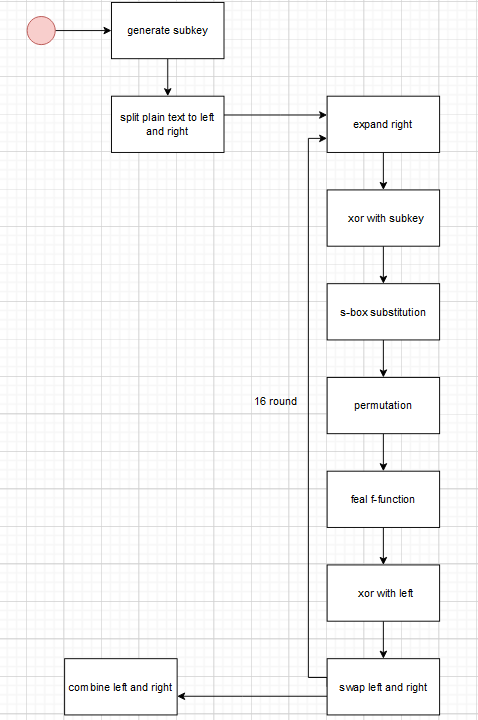 generate subkey
split plain text to left
and right
expand right
xor with subkey
s-box substitution
16 round
permutation
feal f-function
xor with left
combine left and right
swap left and right